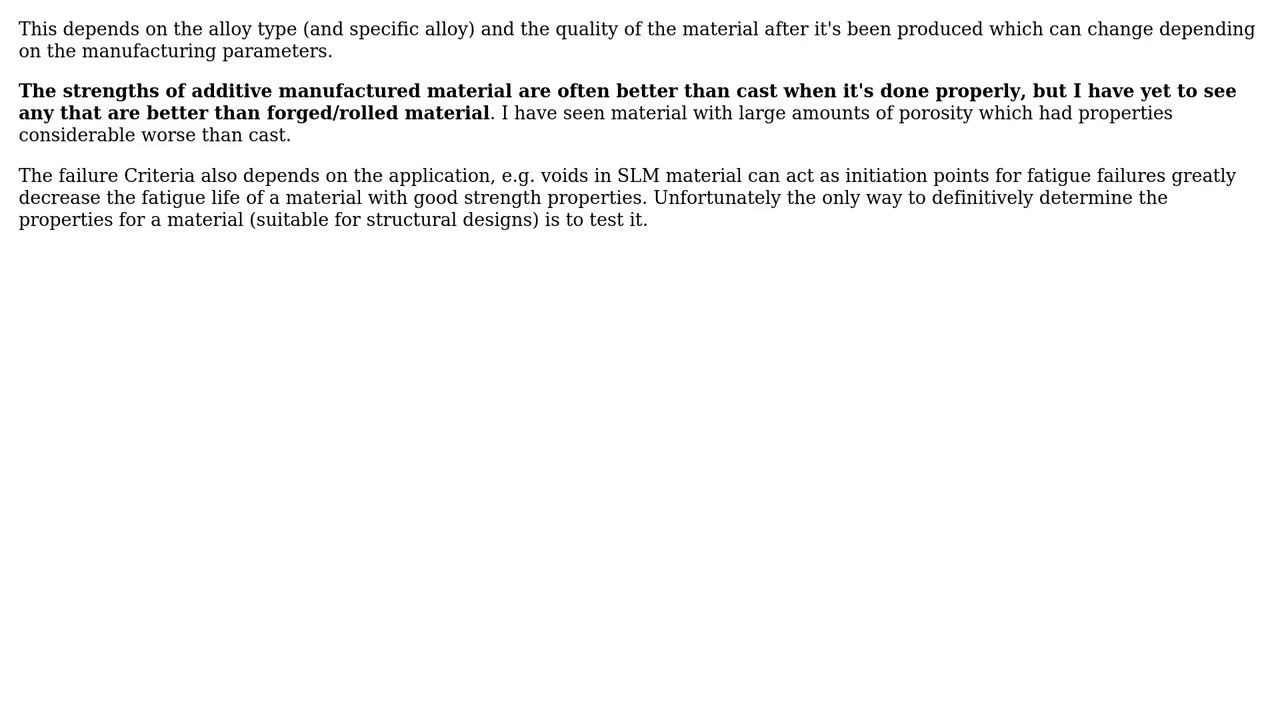 This depends on the alloy type (and specific alloy) and the quality of the material after it's been produced which can change depending
on the manufacturing parameters.
The strengths of additive manufactured material are often better than cast when it's done properly, but I have yet to see
any that are better than forged/rolled material. I have seen material with large amounts of porosity which had properties
considerable worse than cast.
The failure Criteria also depends on the application, e.g. voids in SLM material can act as initiation points for fatigue failures greatly
decrease the fatigue life of a material with good strength properties. Unfortunately the only way to definitively determine the
properties for a material (suitable for structural designs) is to test it.